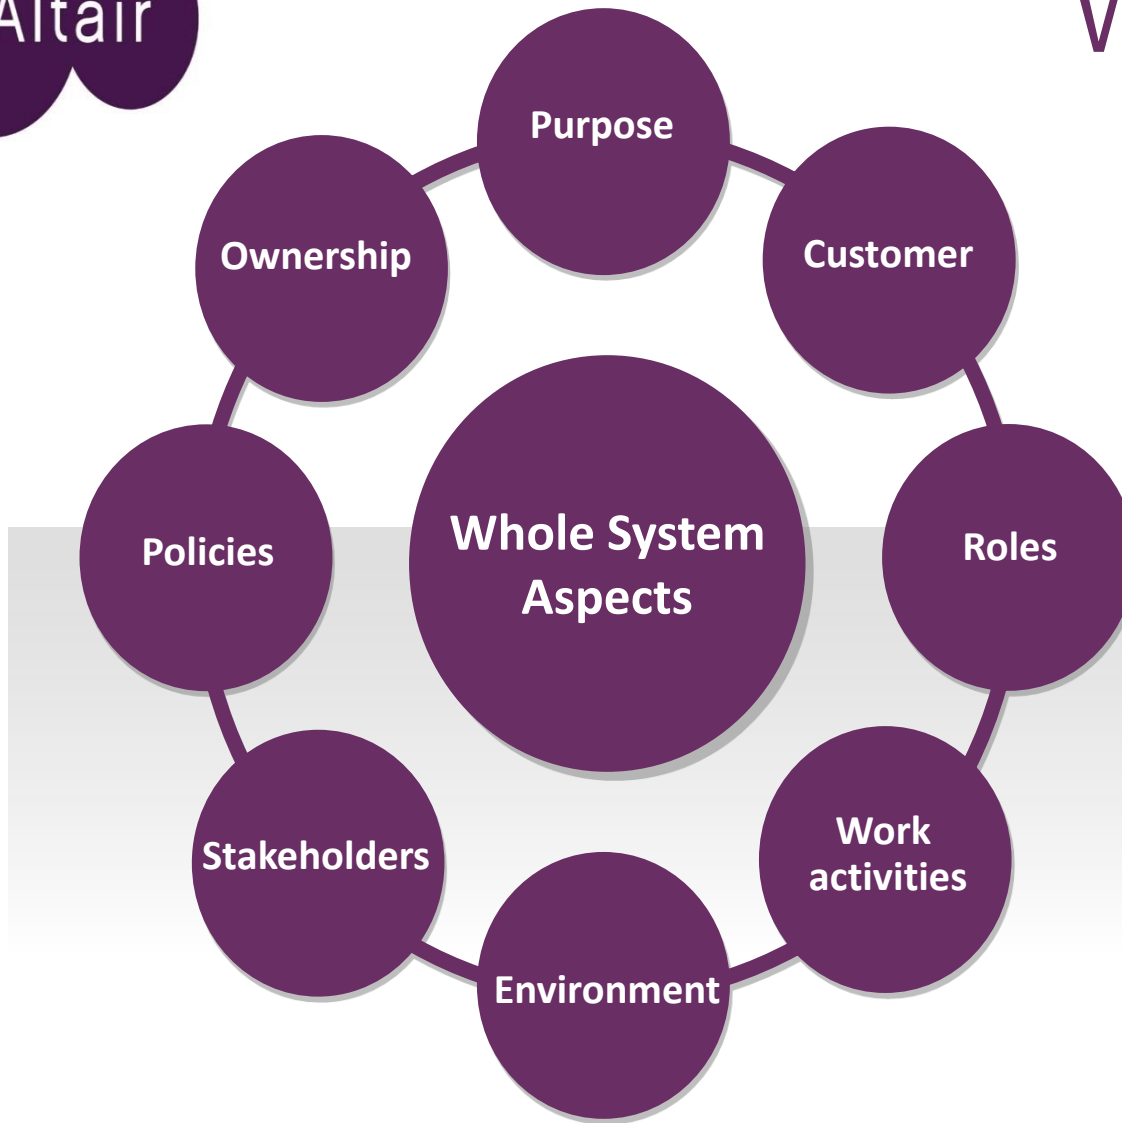 Altair
Purpose
Customer
Ownership
Whole System
Aspects
Roles
Policies
Work
activities
Stakeholders
Environment